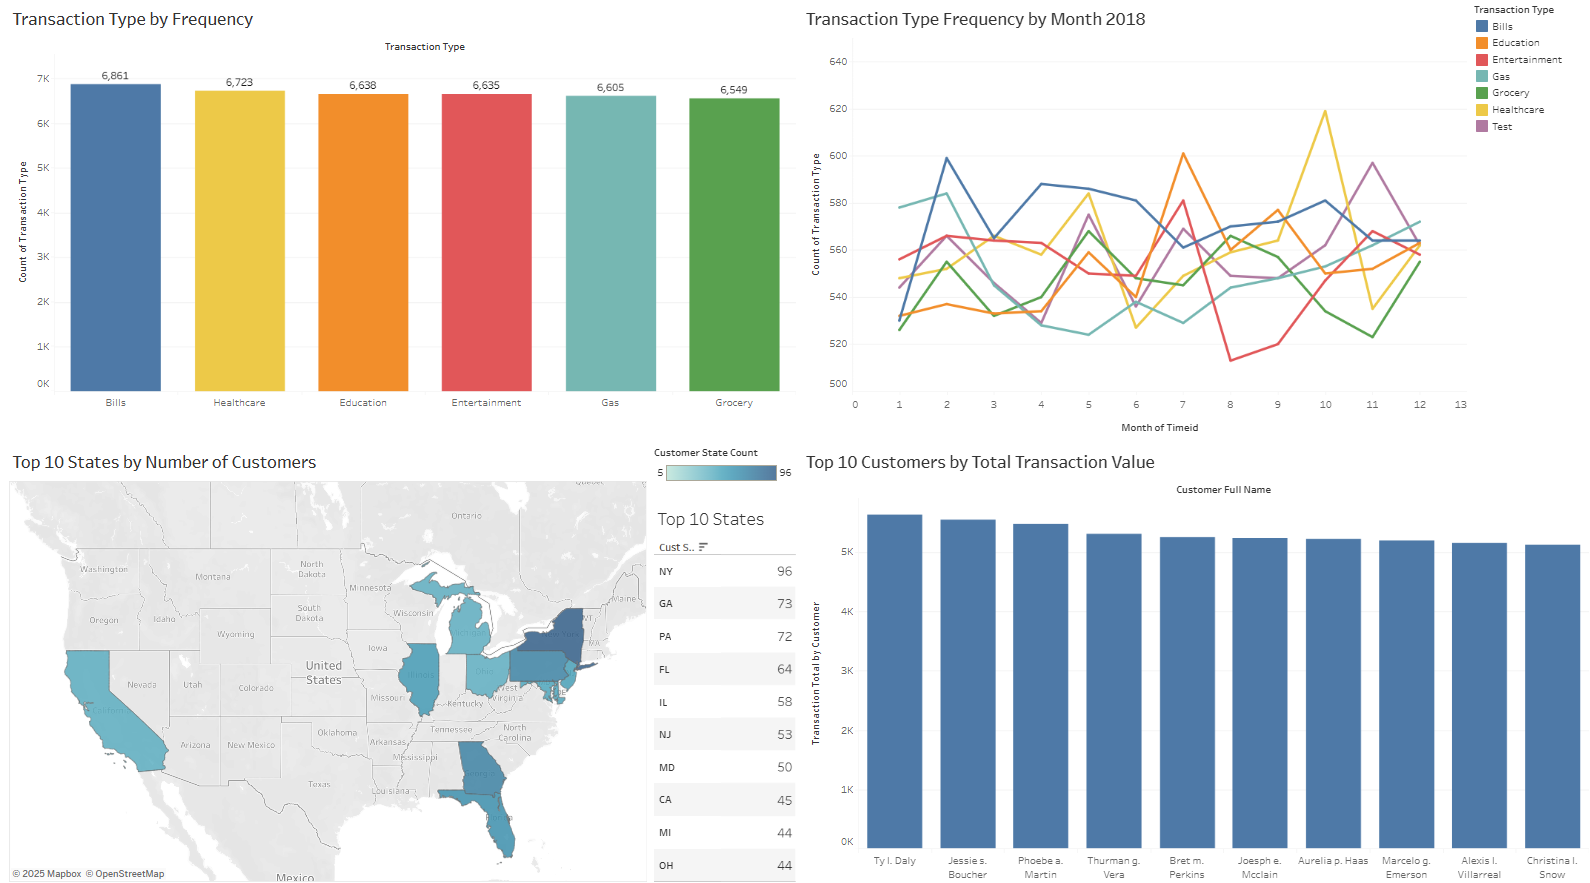 Transaction Type by Frequency
Transaction Type
Count of Transaction Type
7K
6K
5K
4K
3K
2K
1K
0K
6,861
6,723
6,638
6,635
6,605
6,549
Bills
Healthcare
Education
Entertainment
Gas
Grocery
Transaction Type Frequency by Month 2018
Count of Transaction Type
640
620
600
580
560
540
520
500
0
1
2
3
4
5
6
7
8
9
10
11
12
13
Month of Timeid
Transaction Type
Bills
Education
Entertainment
Gas
Grocery
Healthcare
Test
Top 10 States by Number of Customers
Ontario
Washington
Montana
North
Dakota
Minnesota
Maine
Oregon
Idaho
South
Dakota
Wisconsin
Wyoming
Iowa
United
States
Nevada
Utah
Colorado
Missouri
Kentucky
West
Virginia
Arizona
New Mexico
Oklahoma
Arkansas
Tennessee
North
Carolina
Mississippi
Texas
Louisiana
Mexico
© 2025 Mapbox © OpenStreetMap
Customer State Count
5
96
Top 10 States
Cust S..
NY 96
GA 73
PA 72
FL 64
IL 58
NJ 53
MD 50
CA 45
MI 44
OH 44
Top 10 Customers by Total Transaction Value
Customer Full Name
Transaction Total by Customer
5K
4K
3K
2K
1K
0K
Ty l. Daly
Jessie s.
Boucher
Phoebe a.
Martin
Thurman g.
Vera
Bret m.
Perkins
Joesph e.
Mcclain
Aurelia p. Haas
Marcelo g.
Emerson
Alexis l.
Villarreal
Christina l.
Snow